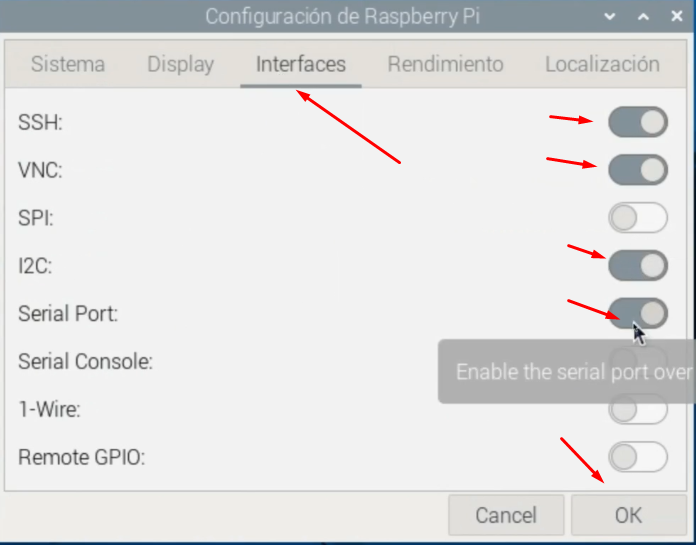 Configuración de Raspberry Pi
Sistema Display Interfaces Rendimiento Localización
SSH:
VNC:
SPI:
I2C:
Serial Port:
Serial Console:
Enable the serial port over
1-Wire:
Remote GPIO:
Cancel OK